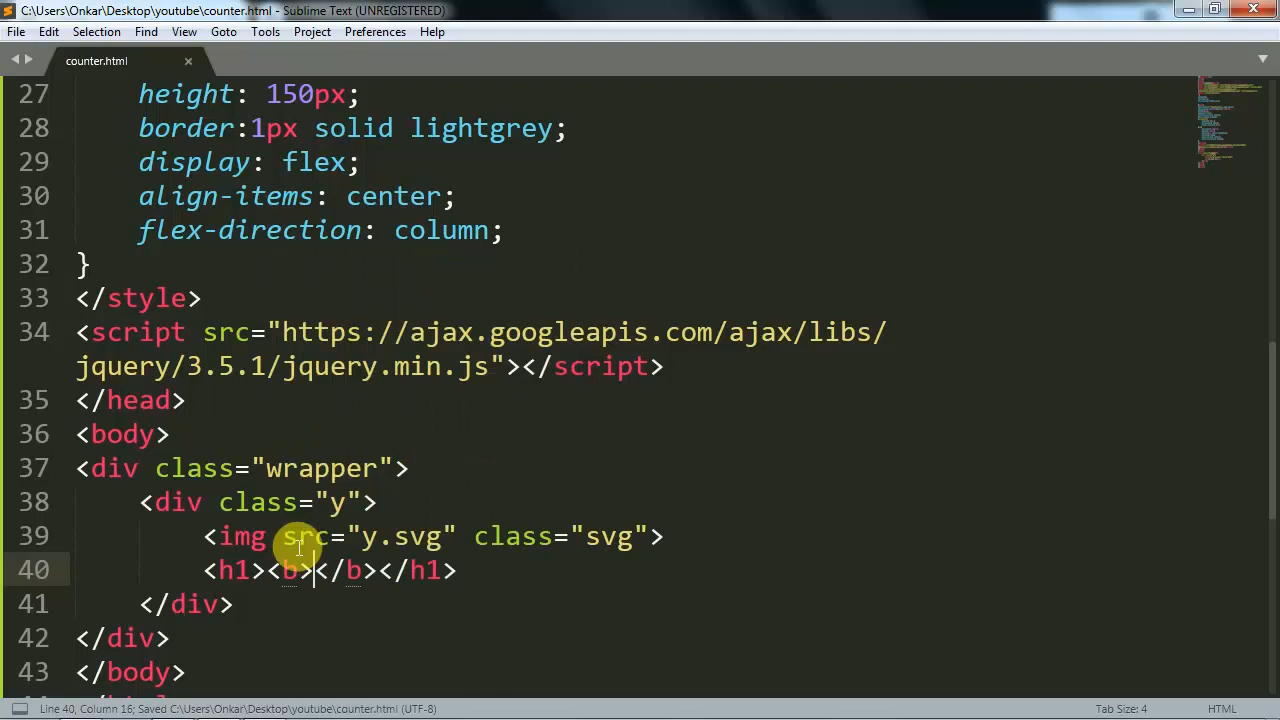 C:\Users\Onkar\Desktop\youtube\counter.html - Sublime Text (UNREGISTERED)
File Edit Selection Find View Goto Tools Project Preferences Help
counter.html
27 height: 150px;
28 border:1px solid lightgrey;
29 display: flex;
30 align-items: center;
31 flex-direction: column;
32 }
33 </style>
34 <script src="https://ajax.googleapis.com/ajax/libs/
jquery/3.5.1/jquery.min.js"></script>
35 </head>
36 <body>
37 <div class="wrapper">
38 <div class="y">
39 <img src="y.svg" class="svg">
40 <h1><b></b></h1>
41 </div>
42 </div>
43 </body>
Line 40, Column 16; Saved C:\Users\Onkar\Desktop\youtube\counter.html (UTF-8) Tab Size: 4 HTML